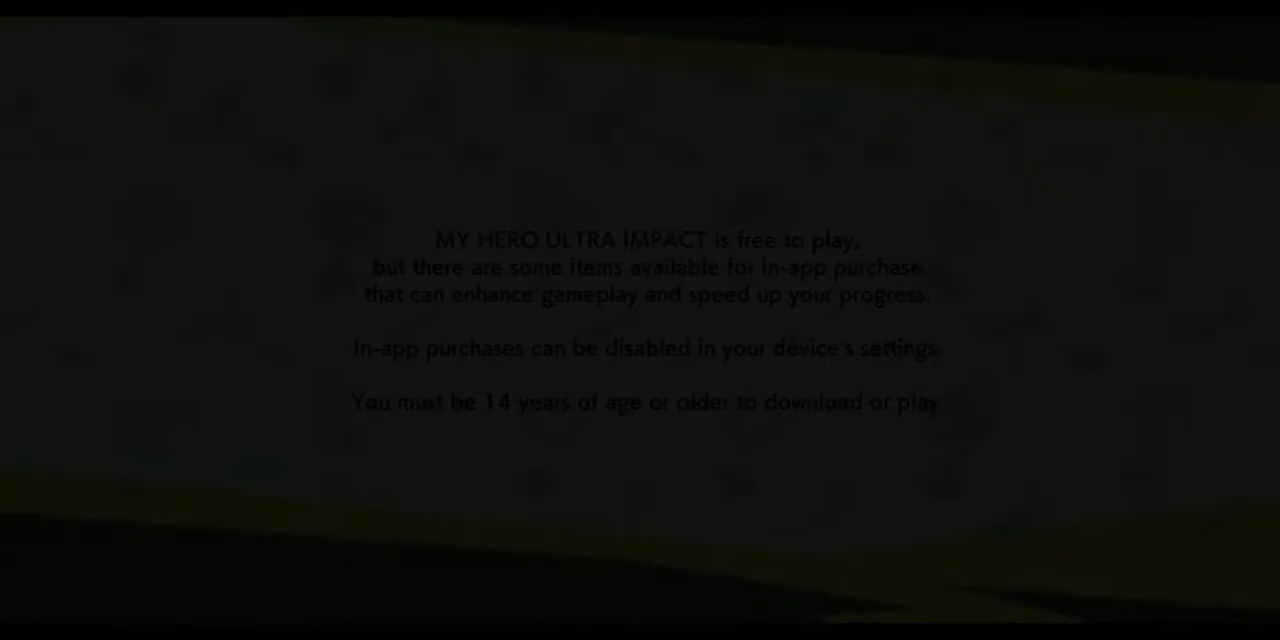 MY HERO ULTRA IMPACT is free to play,
but there are some items available for in-app purchase
that can enhance gameplay and speed up your progress.
In-app purchases can be disabled in your device's settings.
You must be 14 years of age or older to download or play